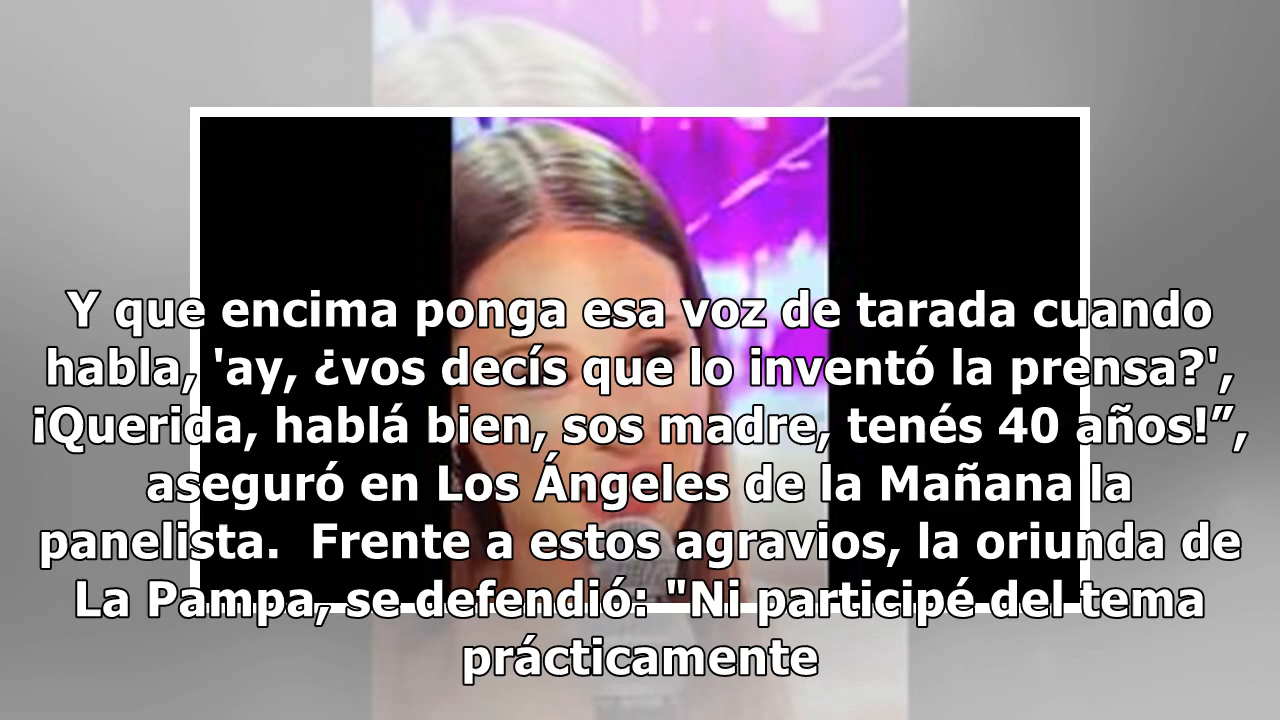 Y que encima ponga esa voz de tarada cuando
habla, 'ay, ¿vos decís que lo inventó la prensa?',
¡Querida, hablá bien, sos madre, tenés 40 años!”,
aseguró en Los Ángeles de la Mañana la
panelista.  Frente a estos agravios, la oriunda de
La Pampa, se defendió: "Ni participé del tema
prácticamente